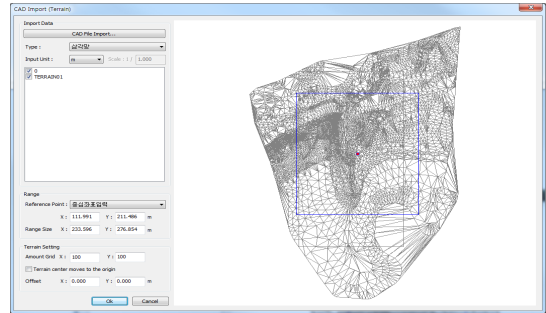 CAD Import (Terrain)
Import Data
CAD File Import...
Type : 삼각망
Input Unit : m Scale : 1 / 1,000
0
TERRAIN01
Range
Reference Point : 중심좌표입력
X : 111.991 Y : 211.486 m
Range Size X : 233.596 Y : 276.854 m
Terrain Setting
Amount Grid X : 100 Y : 100
Terrain center moves to the origin
Offset X : 0.000 Y : 0.000 m
Ok Cancel